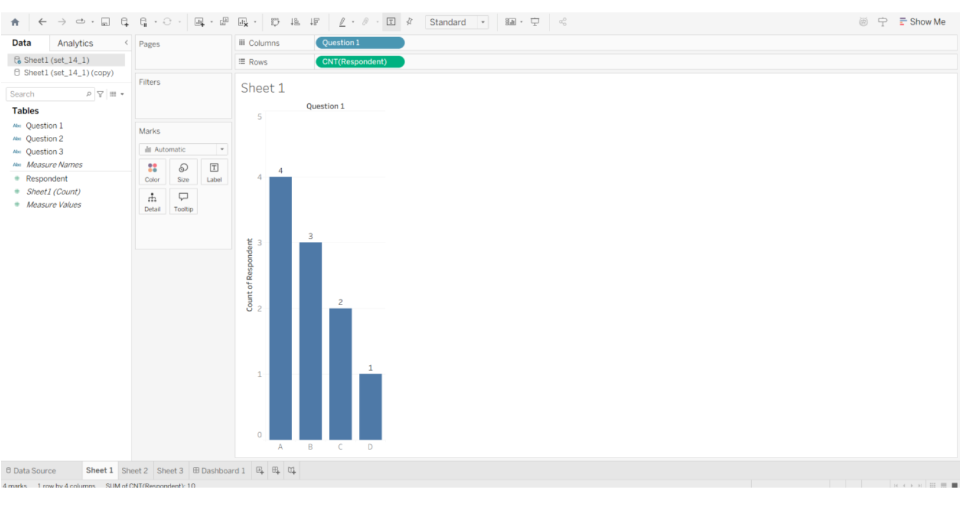 Standard
Show Me
Data Analytics
Sheet1 (set_14_1)
Sheet1 (set_14_1) (copy)
Search
Tables
Abc Question 1
Abc Question 2
Abc Question 3
Abc Measure Names
Respondent
Sheet1 (Count)
Measure Values
Pages
Filters
Marks
Automatic
Color Size Label
Detail Tooltip
Columns Question 1
Rows CNT(Respondent)
Sheet 1
Question 1
Count of Respondent
5
4
3
2
1
0
4
3
2
1
A B C D
Data Source Sheet 1 Sheet 2 Sheet 3 Dashboard 1
4 marks 1 row by 4 columns SUM of CNT(Respondent): 10